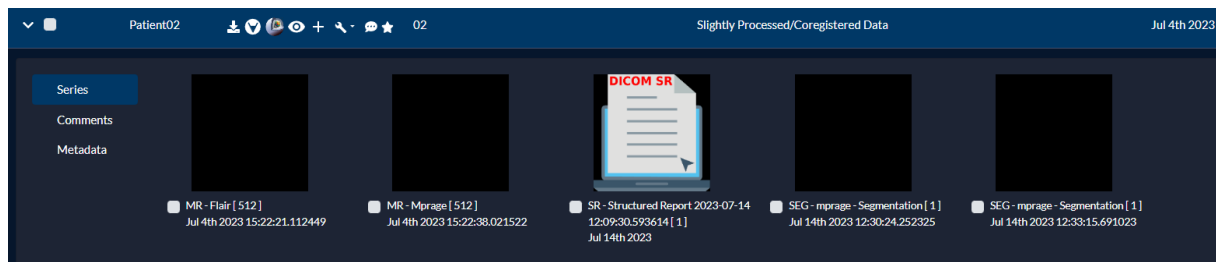 Patient02
02
Slightly Processed/Coregistered Data
Jul 4th 2023
Series
Comments
Metadata
DICOM SR
MR - Flair [ 512 ]
Jul 4th 2023 15:22:21.112449
MR - Mprage [ 512 ]
Jul 4th 2023 15:22:38.021522
SR - Structured Report 2023-07-14
12:09:30.593614 [ 1 ]
Jul 14th 2023
SEG - mprage - Segmentation [ 1 ]
Jul 14th 2023 12:30:24.252325
SEG - mprage - Segmentation [ 1 ]
Jul 14th 2023 12:33:15.691023